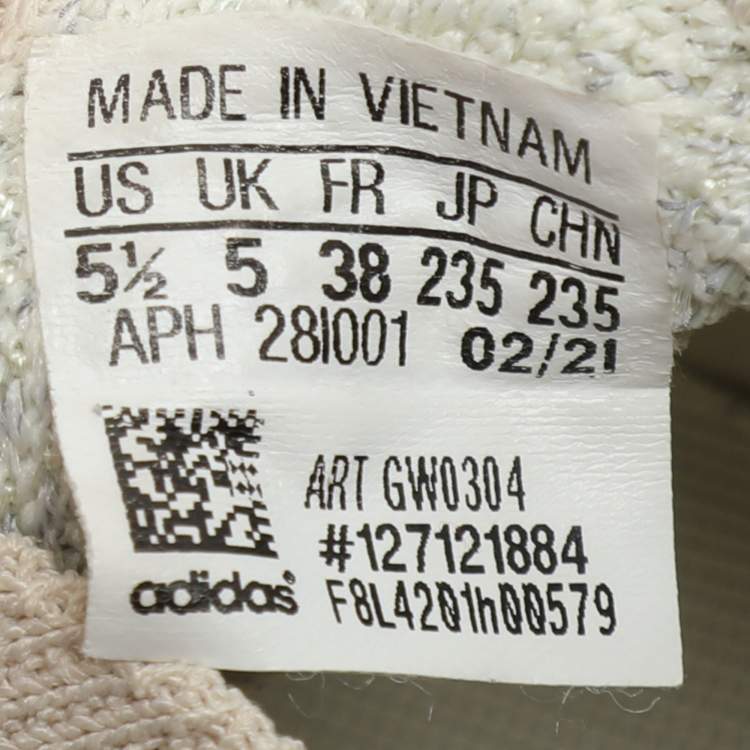 MADE IN VIETNAM
US UK FR JP CHN
5½ 5 38 235 235
APH 28I001 02/21
ART GW0304
#127121884
adidas®
F8L4201h00579